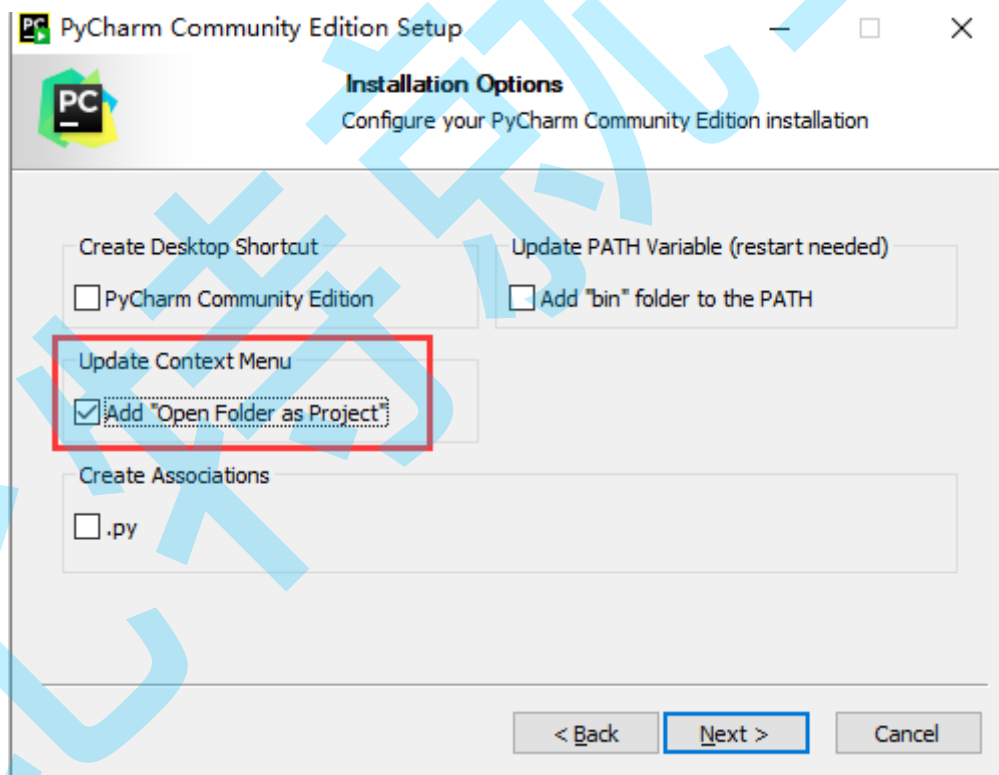 PyCharm Community Edition Setup
PC
Installation Options
Configure your PyCharm Community Edition installation
Create Desktop Shortcut
PyCharm Community Edition
Update PATH Variable (restart needed)
Add "bin" folder to the PATH
Update Context Menu
Add "Open Folder as Project"
Create Associations
.py
< Back
Next >
Cancel